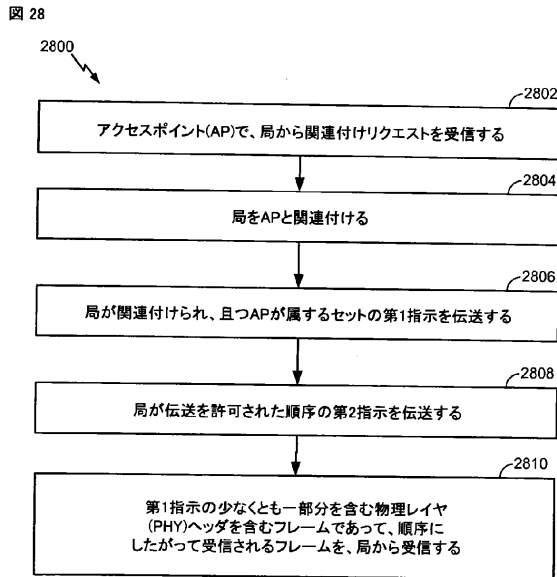 図 28
2800
2802
アクセスポイント(AP)で、局から関連付けリクエストを受信する
2804
局をAPと関連付ける
2806
局が関連付けられ、且つAPが属するセットの第1指示を伝送する
2808
局が伝送を許可された順序の第2指示を伝送する
2810
第1指示の少なくとも一部分を含む物理レイヤ
(PHY)ヘッダを含むフレームであって、順序に
したがって受信されるフレームを、局から受信する